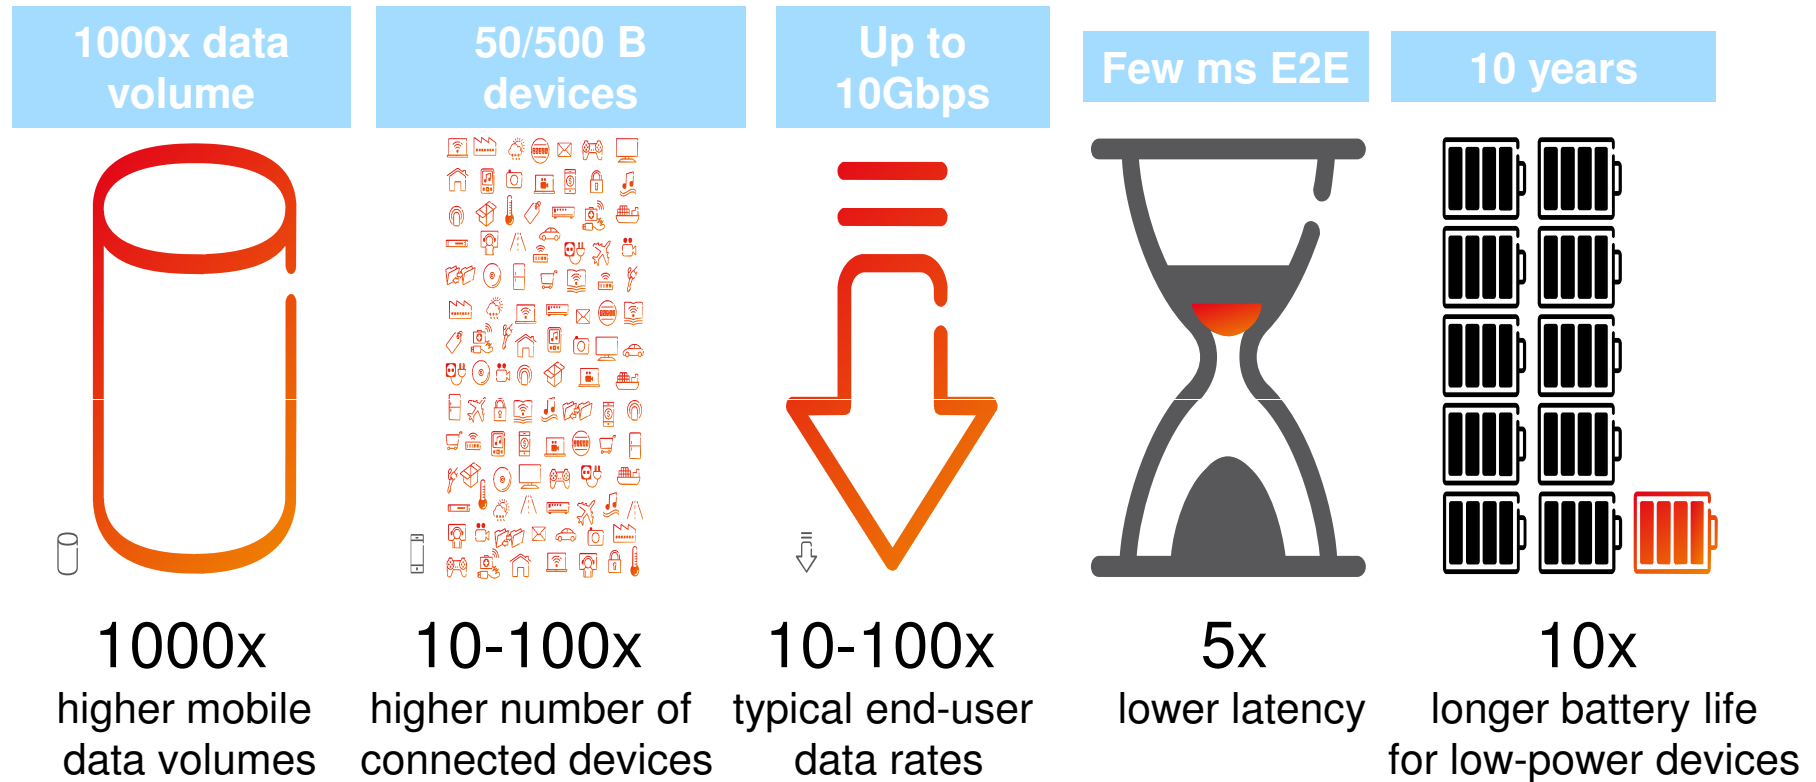 1000x data
volume
50/500 B
devices
Up to
10Gbps
Few ms E2E
10 years
1000x
higher mobile
data volumes
10-100x
higher number of
connected devices
10-100x
typical end-user
data rates
5x
lower latency
10x
longer battery life
for low-power devices